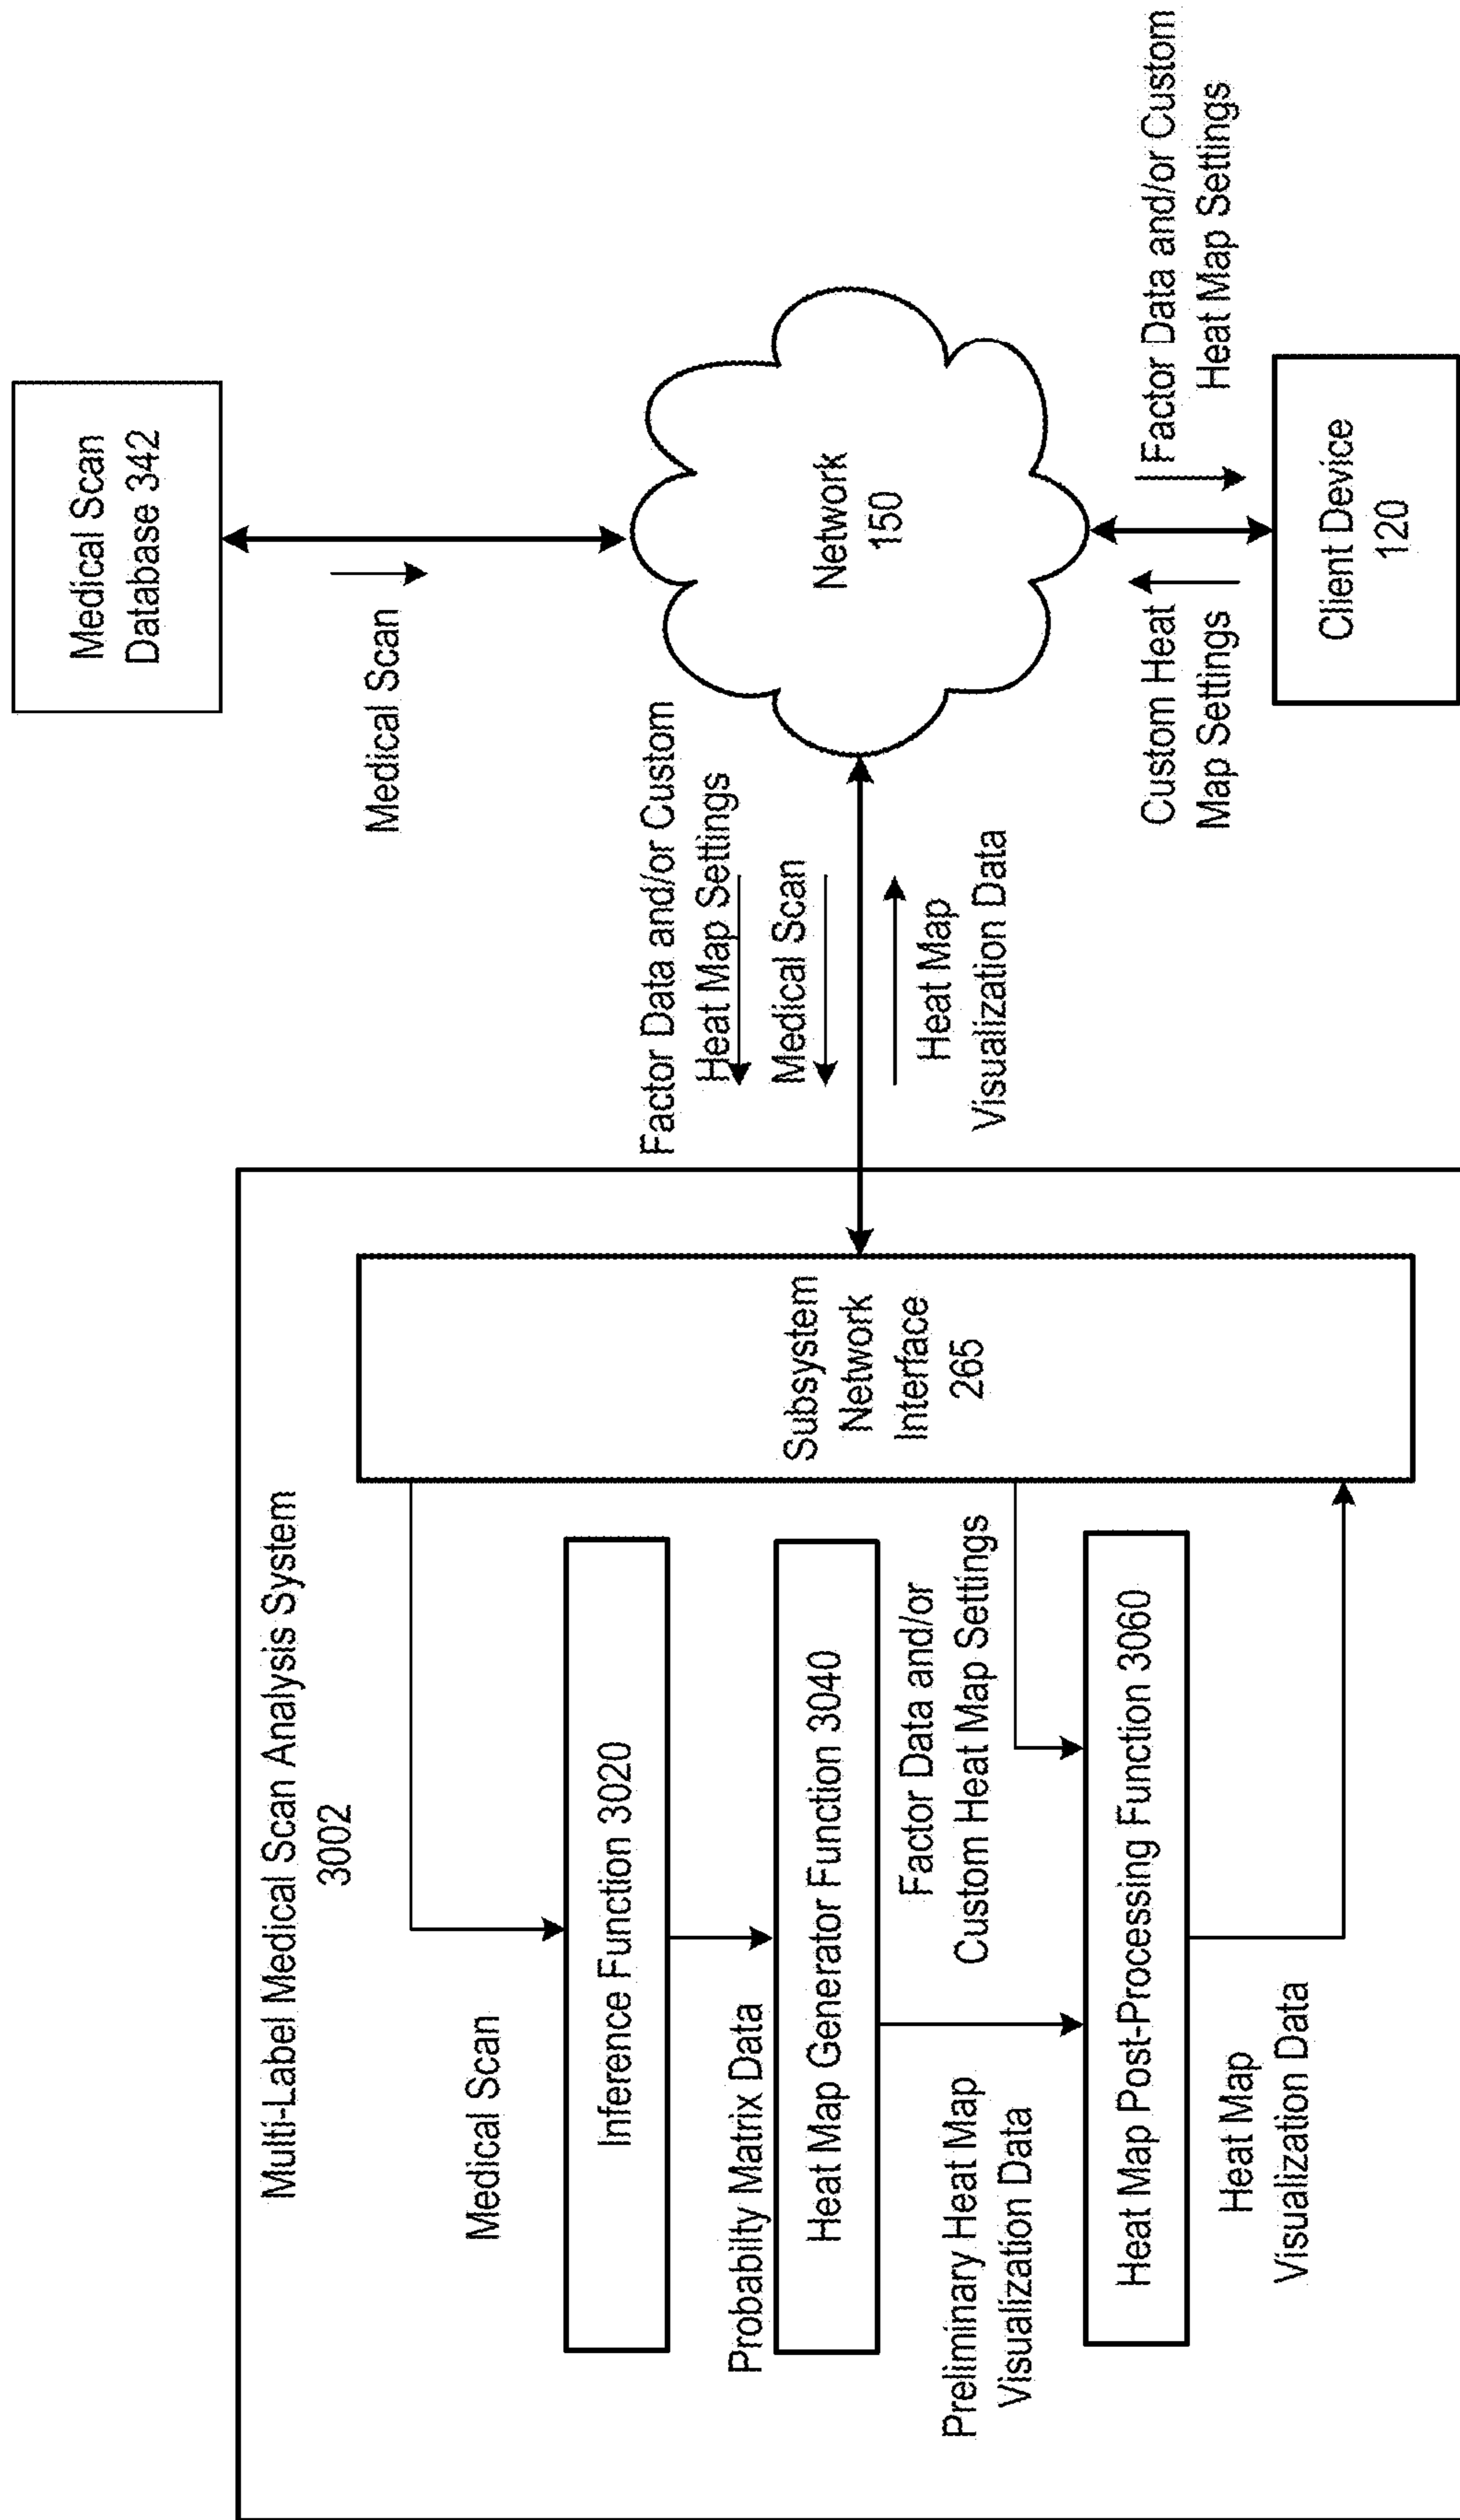 Multi-Label Medical Scan Analysis System
3002
Medical Scan
Inference Function 3020
Probabilty Matrix Data
Heat Map Generator Function 3040
Preliminary Heat Map
Visualization Data
Factor Data and/or
Custom Heat Map Settings
Heat Map Post-Processing Function 3060
Heat Map
Visualization Data
Subsystem
Network
Interface
265
Factor Data and/or Custom
Heat Map Settings
Medical Scan
Heat Map
Visualization Data
Medical Scan
Database 342
Medical Scan
Network
150
Custom Heat
Map Settings
Factor Data and/or Custom
Heat Map Settings
Client Device
120